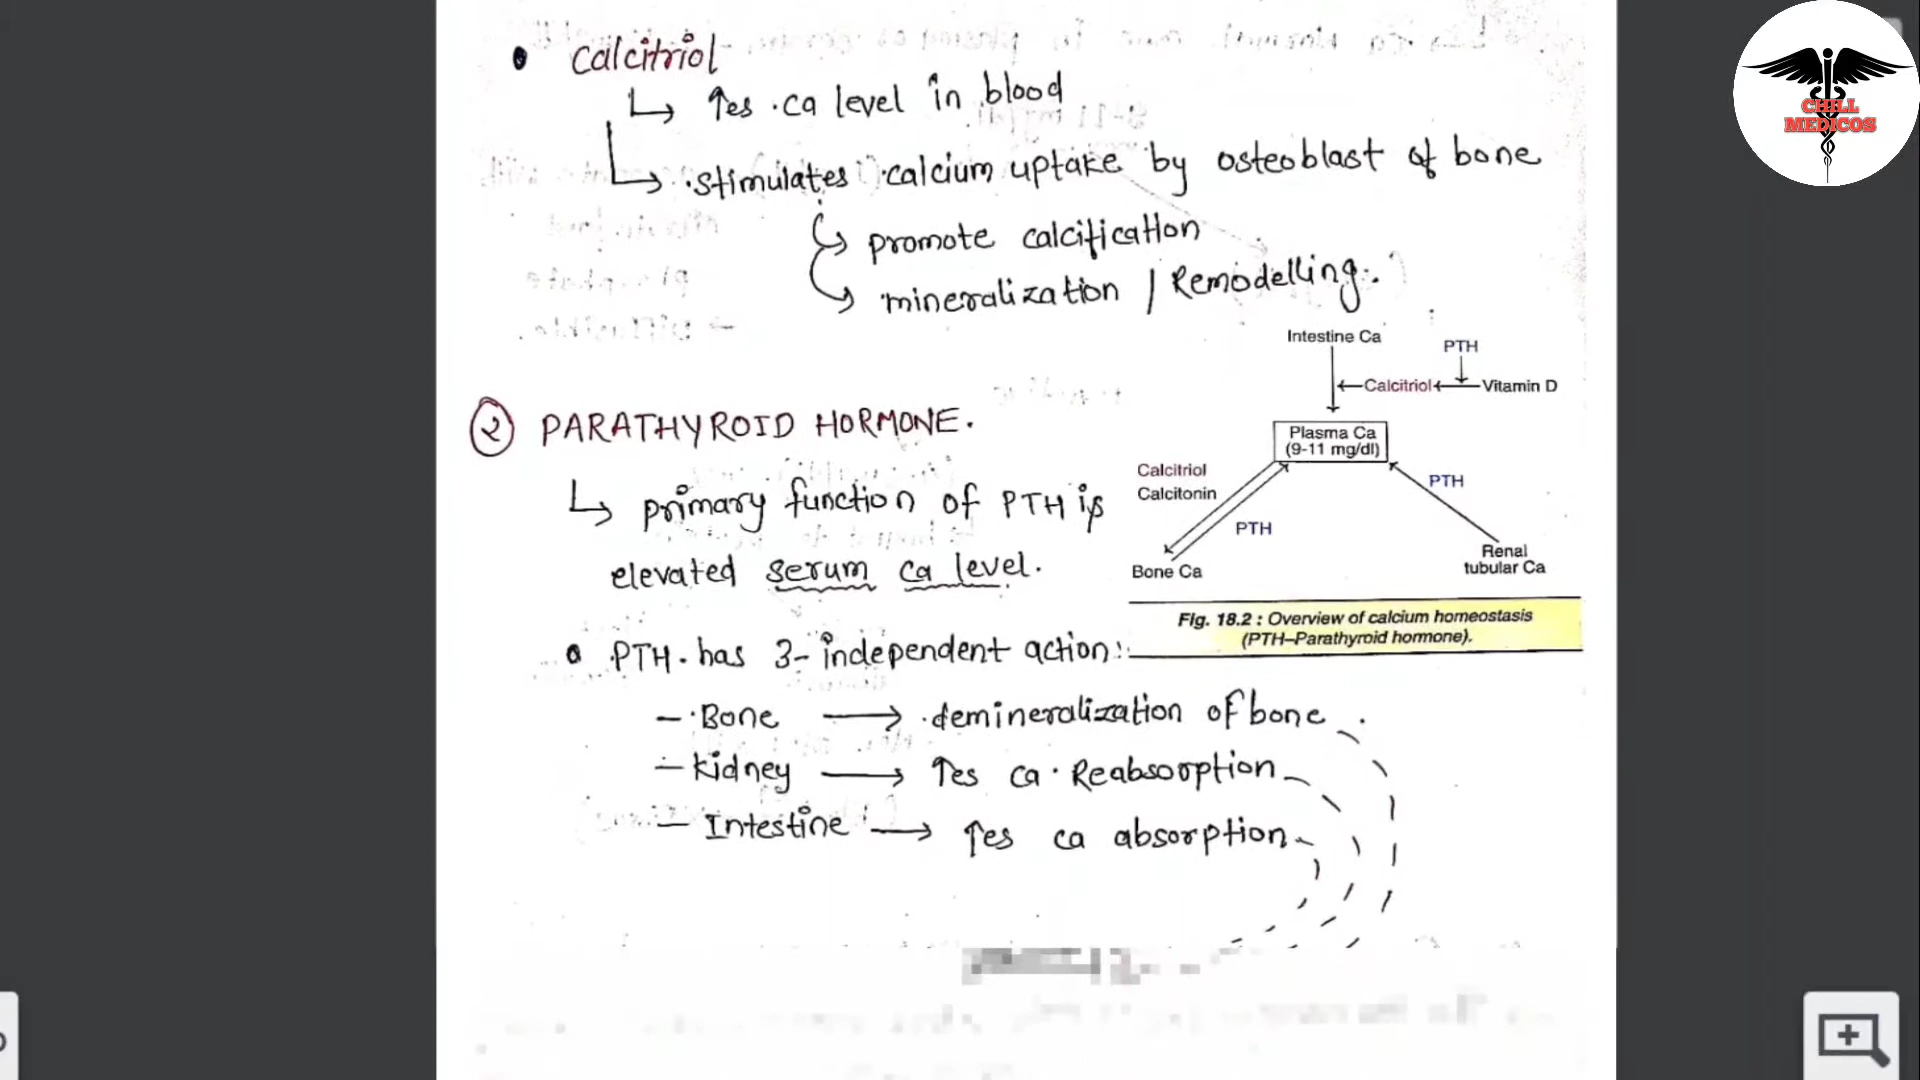 • Calcitriol
↳ ↑es ca level in blood
↳ stimulates calcium uptake by osteoblast of bone
↳ promote calcification
↳ mineralization / Remodelling.
② PARATHYROID HORMONE.
↳ primary function of PTH is
elevated serum ca level.
• PTH has 3-independent action:
- Bone → demineralization of bone
- kidney → ↑es ca Reabsorption
- Intestine → ↑es ca absorption
Intestine Ca
PTH
Calcitriol
Vitamin D
Plasma Ca
(9-11 mg/dl)
Calcitriol
Calcitonin
PTH
PTH
Bone Ca
Renal
tubular Ca
Fig. 18.2 : Overview of calcium homeostasis
(PTH–Parathyroid hormone).
CHILL
MEDICOS